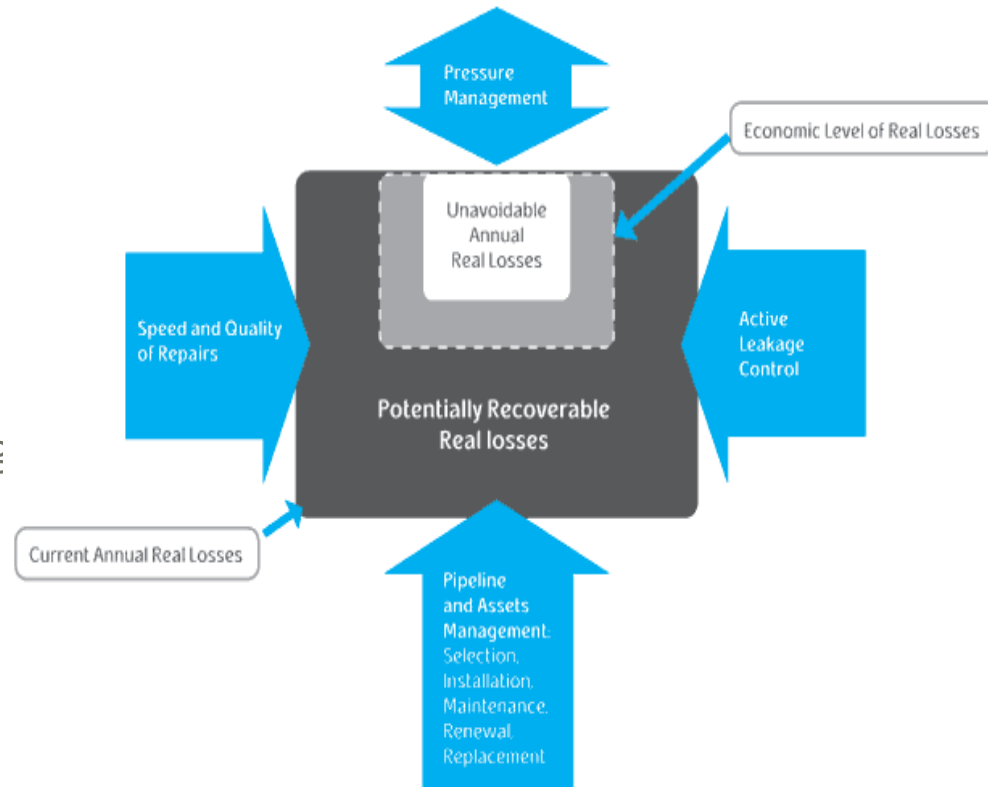 Pressure
Management
Economic Level of Real Losses
Unavoidable
Annual
Real Losses
Speed and Quality
of Repairs
Active
Leakage
Control
Potentially Recoverable
Real losses
Current Annual Real Losses
Pipeline
and Assets
Management:
Selection,
Installation,
Maintenance,
Renewal,
Replacement